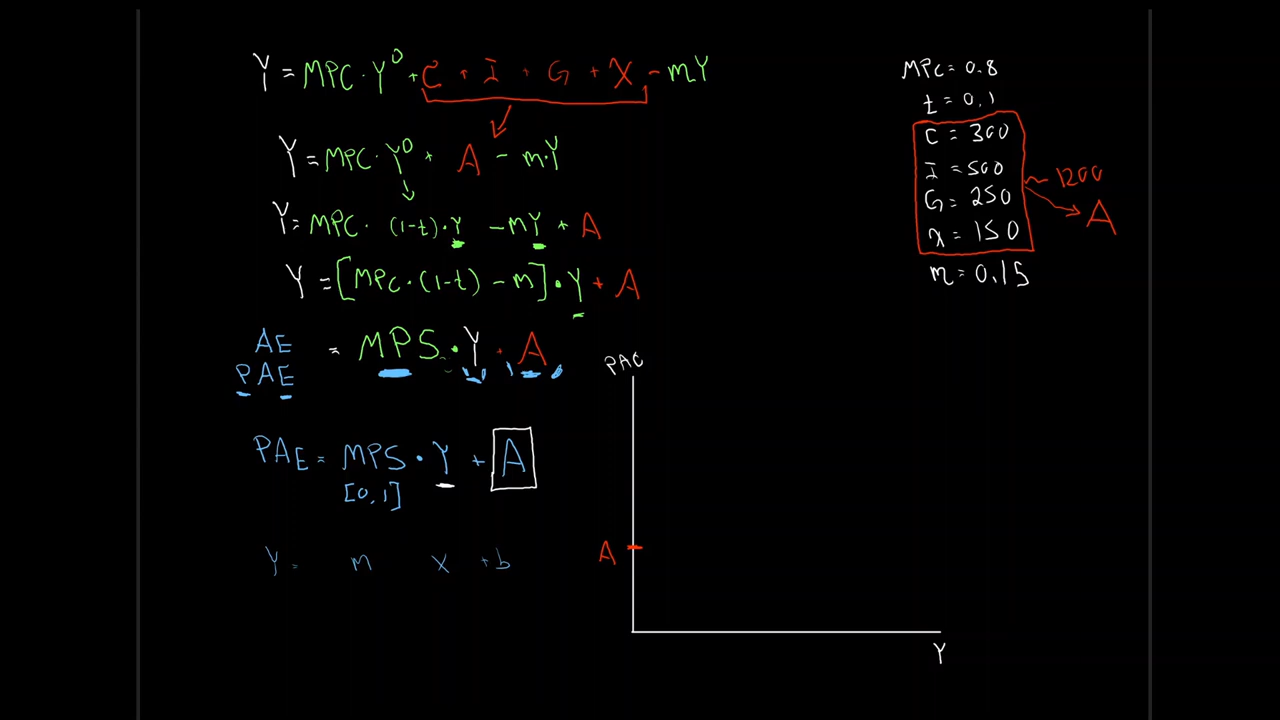 Y = MPC · Y^D + C + I + G + X - mY
Y = MPC · Y^D + A - m·Y
Y = MPC · (1-t)·Y - mY + A
Y = [MPC·(1-t) - m] · Y + A
AE = MPS · Y + A
PAE
PAE = MPS · Y + A
[0,1]
Y = m x + b
MPC = 0.8
t = 0.1
C = 300
I = 500
G = 250
X = 150
m = 0.15
1200
A
PAE
A
Y